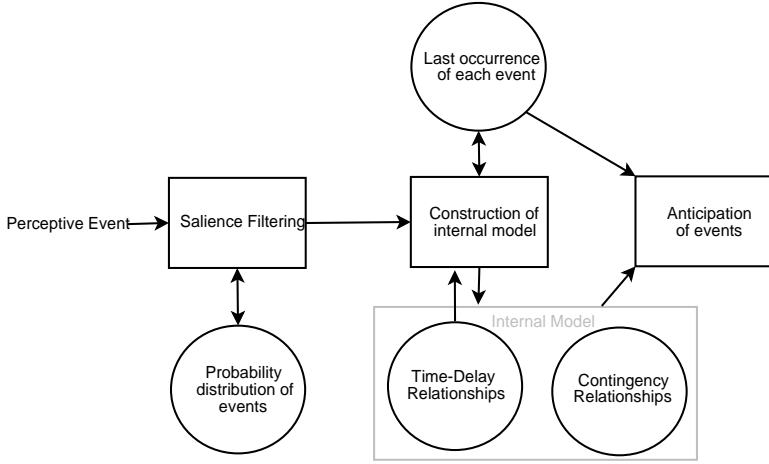 Last occurrence
of each event
Perceptive Event
Salience Filtering
Construction of
internal model
Anticipation
of events
Internal Model
Probability
distribution of
events
Time-Delay
Relationships
Contingency
Relationships